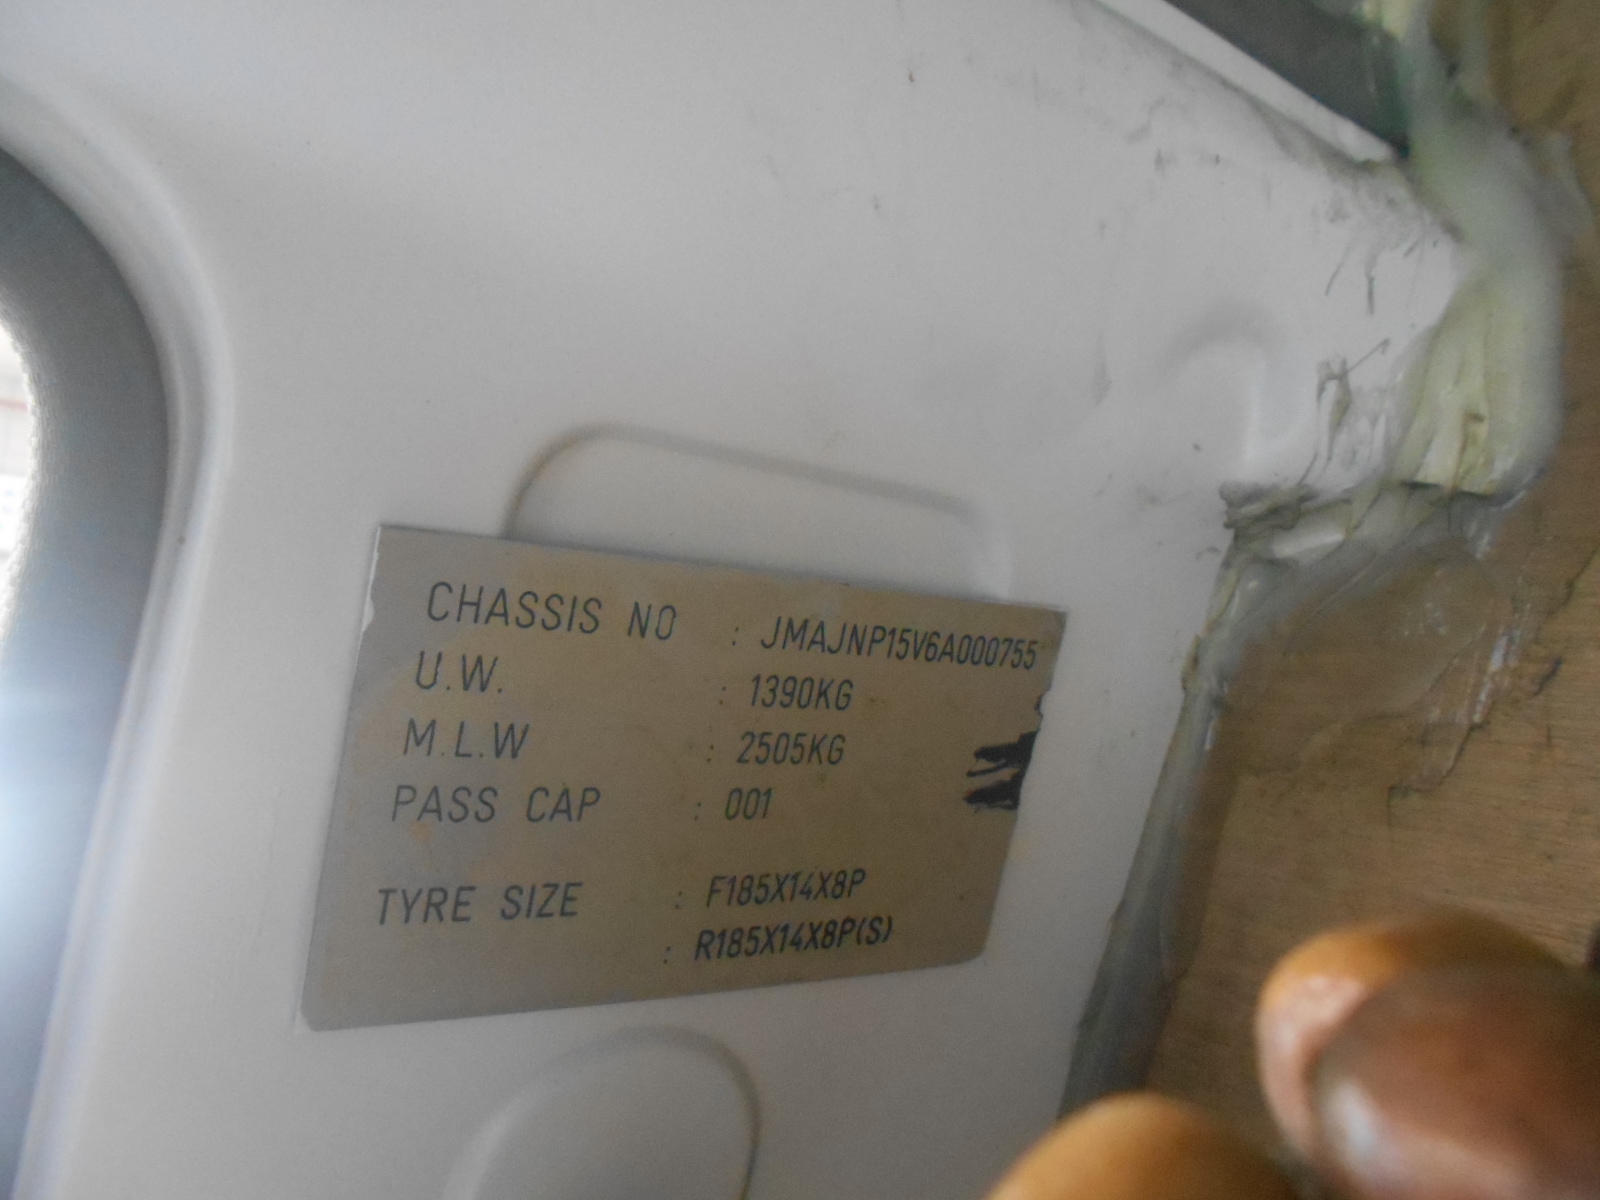 CHASSIS NO : JMAJNP15V6A000755
U.W. : 1390KG
M.L.W : 2505KG
PASS CAP : 001
TYRE SIZE : F185X14X8P
: R185X14X8P(S)